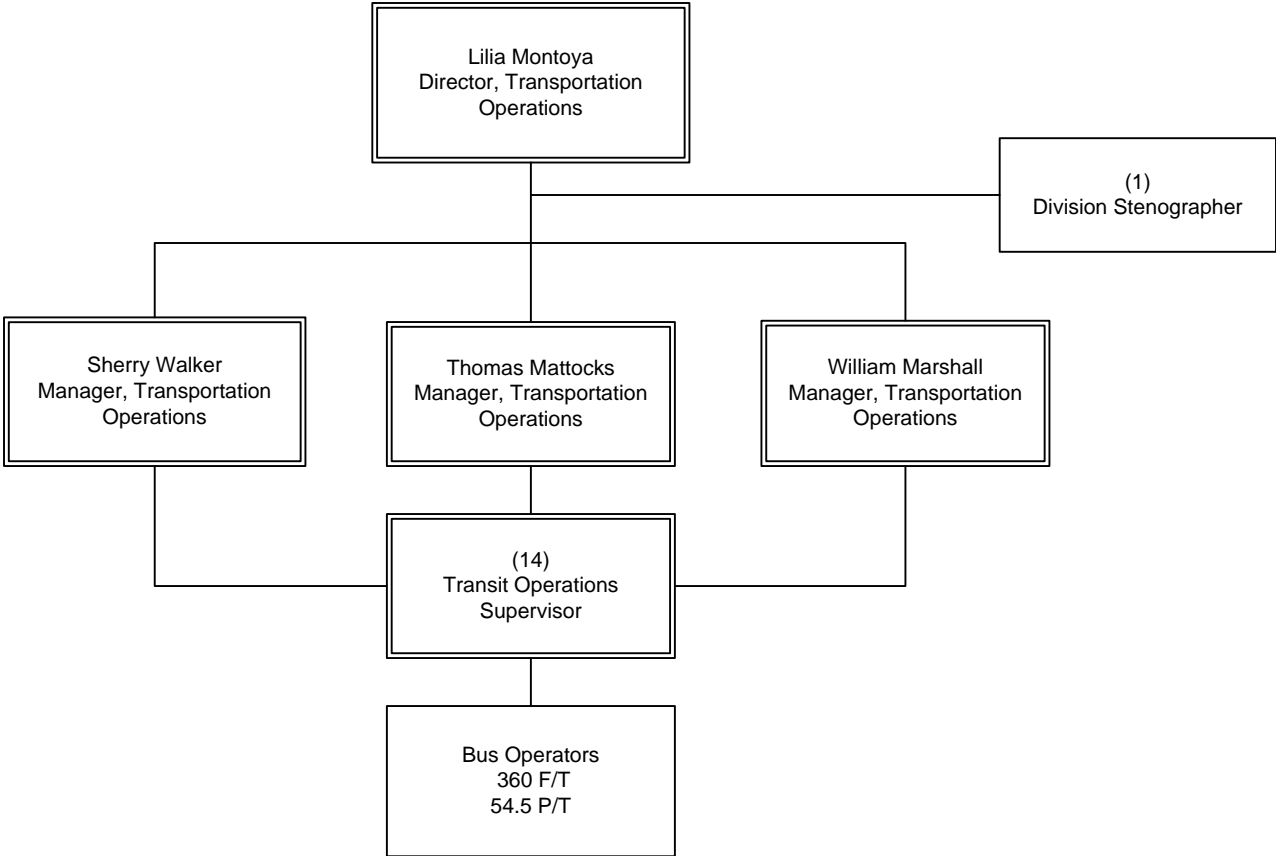 Lilia Montoya
Director, Transportation
Operations
(1)
Division Stenographer
Sherry Walker
Manager, Transportation
Operations
Thomas Mattocks
Manager, Transportation
Operations
William Marshall
Manager, Transportation
Operations
(14)
Transit Operations
Supervisor
Bus Operators
360 F/T
54.5 P/T